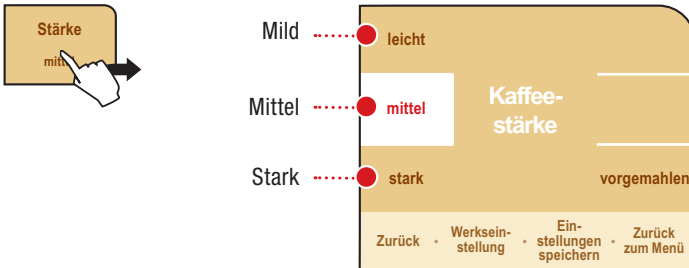 Stärke
mittel
Mild
leicht
Mittel
mittel
Kaffee-
stärke
Stark
stark
vorgemahlen
Zurück • Werksein-
stellung • Ein-
stellungen
speichern • Zurück
zum Menü